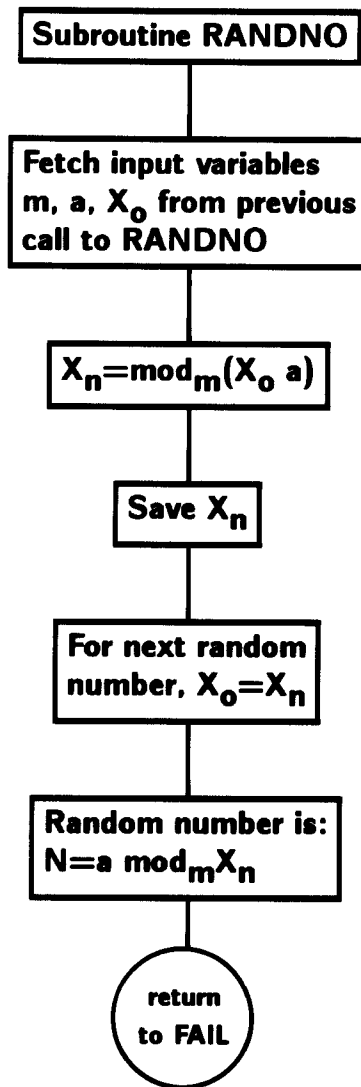 Subroutine RANDNO
Fetch input variables
m, a, Xₒ from previous
call to RANDNO
Xₙ=modₘ(Xₒ a)
Save Xₙ
For next random
number, Xₒ=Xₙ
Random number is:
N=a modₘXₙ
return
to FAIL